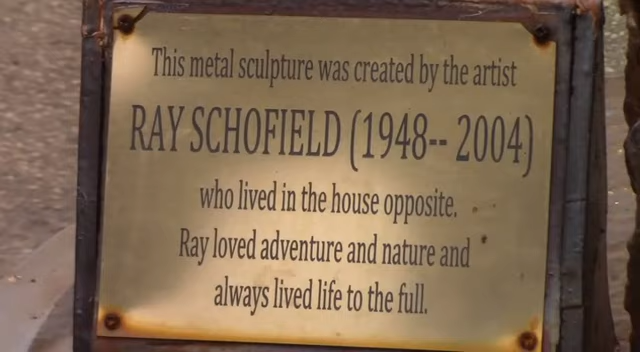 This metal sculpture was created by the artist
RAY SCHOFIELD (1948-- 2004)
who lived in the house opposite.
Ray loved adventure and nature and
always lived life to the full.